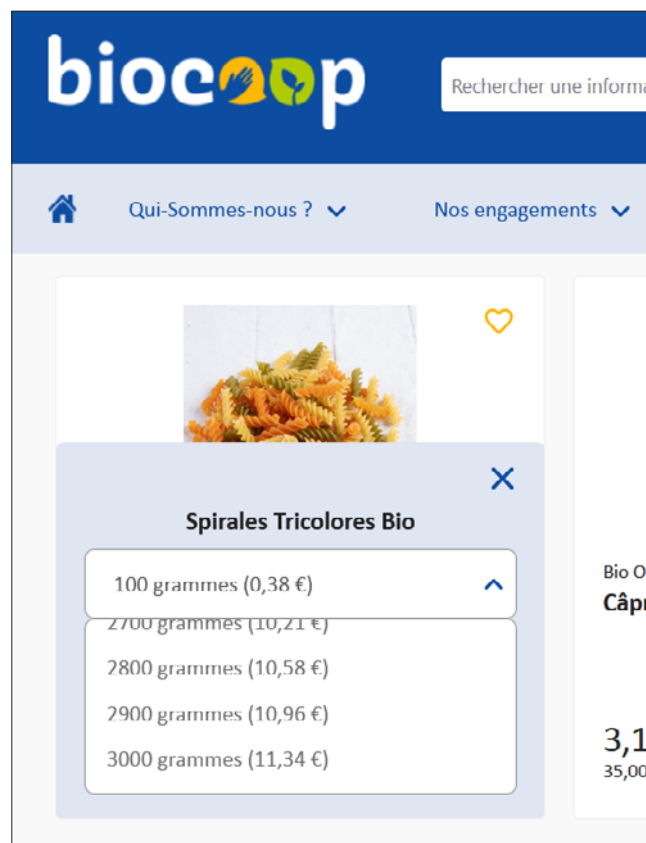 biocoop
Rechercher une informa
Qui-Sommes-nous ?
Nos engagements
Spirales Tricolores Bio
100 grammes (0,38 €)
2700 grammes (10,21 €)
2800 grammes (10,58 €)
2900 grammes (10,96 €)
3000 grammes (11,34 €)
Bio O
Câp
3,1
35,00